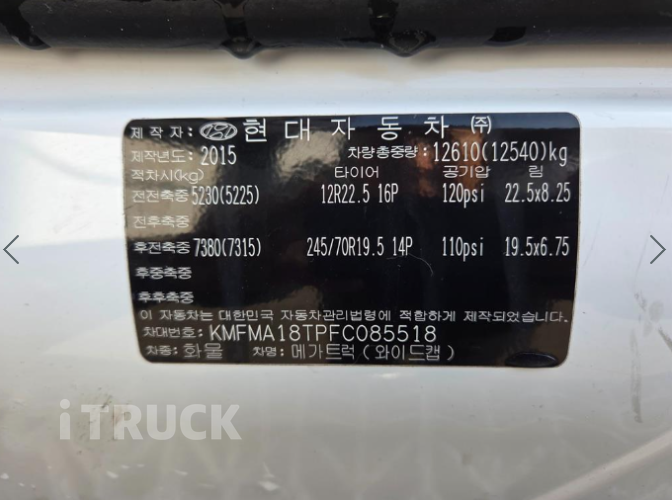 제작자: 현대자동차㈜
제작년도: 2015 차량총중량: 12610(12540)kg
적차시(kg) 타이어 공기압 림
전전축중 5230(5225) 12R22.5 16P 120psi 22.5x8.25
전후축중
후전축중 7380(7315) 245/70R19.5 14P 110psi 19.5x6.75
후중축중
후후축중
이 자동차는 대한민국 자동차관리법령에 적합하게 제작되었습니다.
차대번호: KMFMA18TPFC085518
차종: 화물 차명: 메가트럭(와이드캡)
iTRUCK